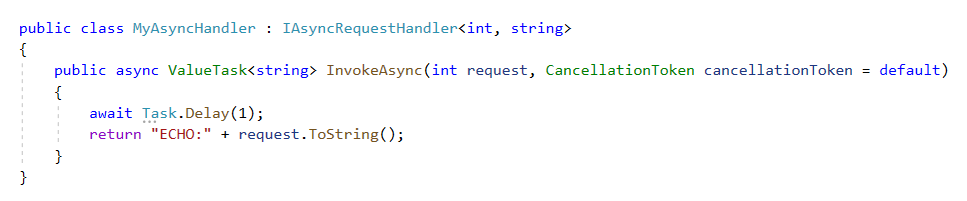 public class MyAsyncHandler : IAsyncRequestHandler<int, string>
{
    public async ValueTask<string> InvokeAsync(int request, CancellationToken cancellationToken = default)
    {
        await Task.Delay(1);
        return "ECHO:" + request.ToString();
    }
}